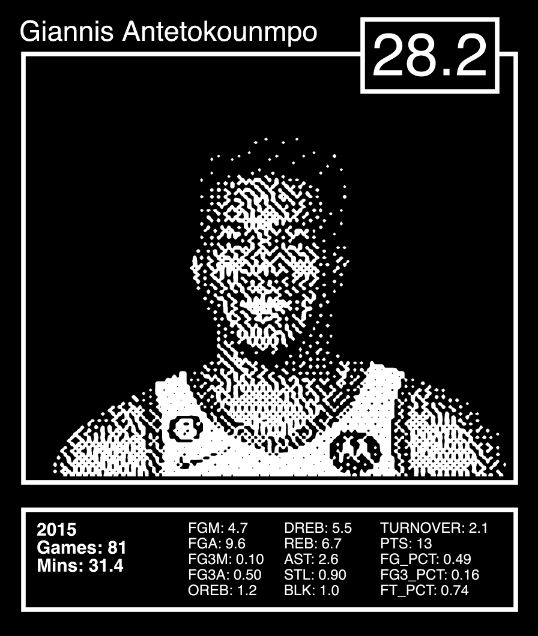 Giannis Antetokounmpo
28.2
2015
Games: 81
Mins: 31.4
FGM: 4.7
FGA: 9.6
FG3M: 0.10
FG3A: 0.50
OREB: 1.2
DREB: 5.5
REB: 6.7
AST: 2.6
STL: 0.90
BLK: 1.0
TURNOVER: 2.1
PTS: 13
FG_PCT: 0.49
FG3_PCT: 0.16
FT_PCT: 0.74